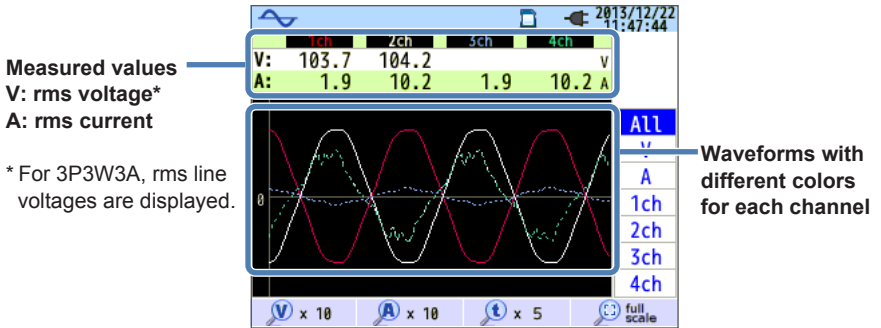 2013/12/22
11:47:44
1ch 2ch 3ch 4ch
V: 103.7 104.2 V
A: 1.9 10.2 1.9 10.2 A
Measured values
V: rms voltage*
A: rms current
* For 3P3W3A, rms line
voltages are displayed.
0
All
V
A
1ch
2ch
3ch
4ch
Waveforms with
different colors
for each channel
V x 10 A x 10 t x 5 full
scale